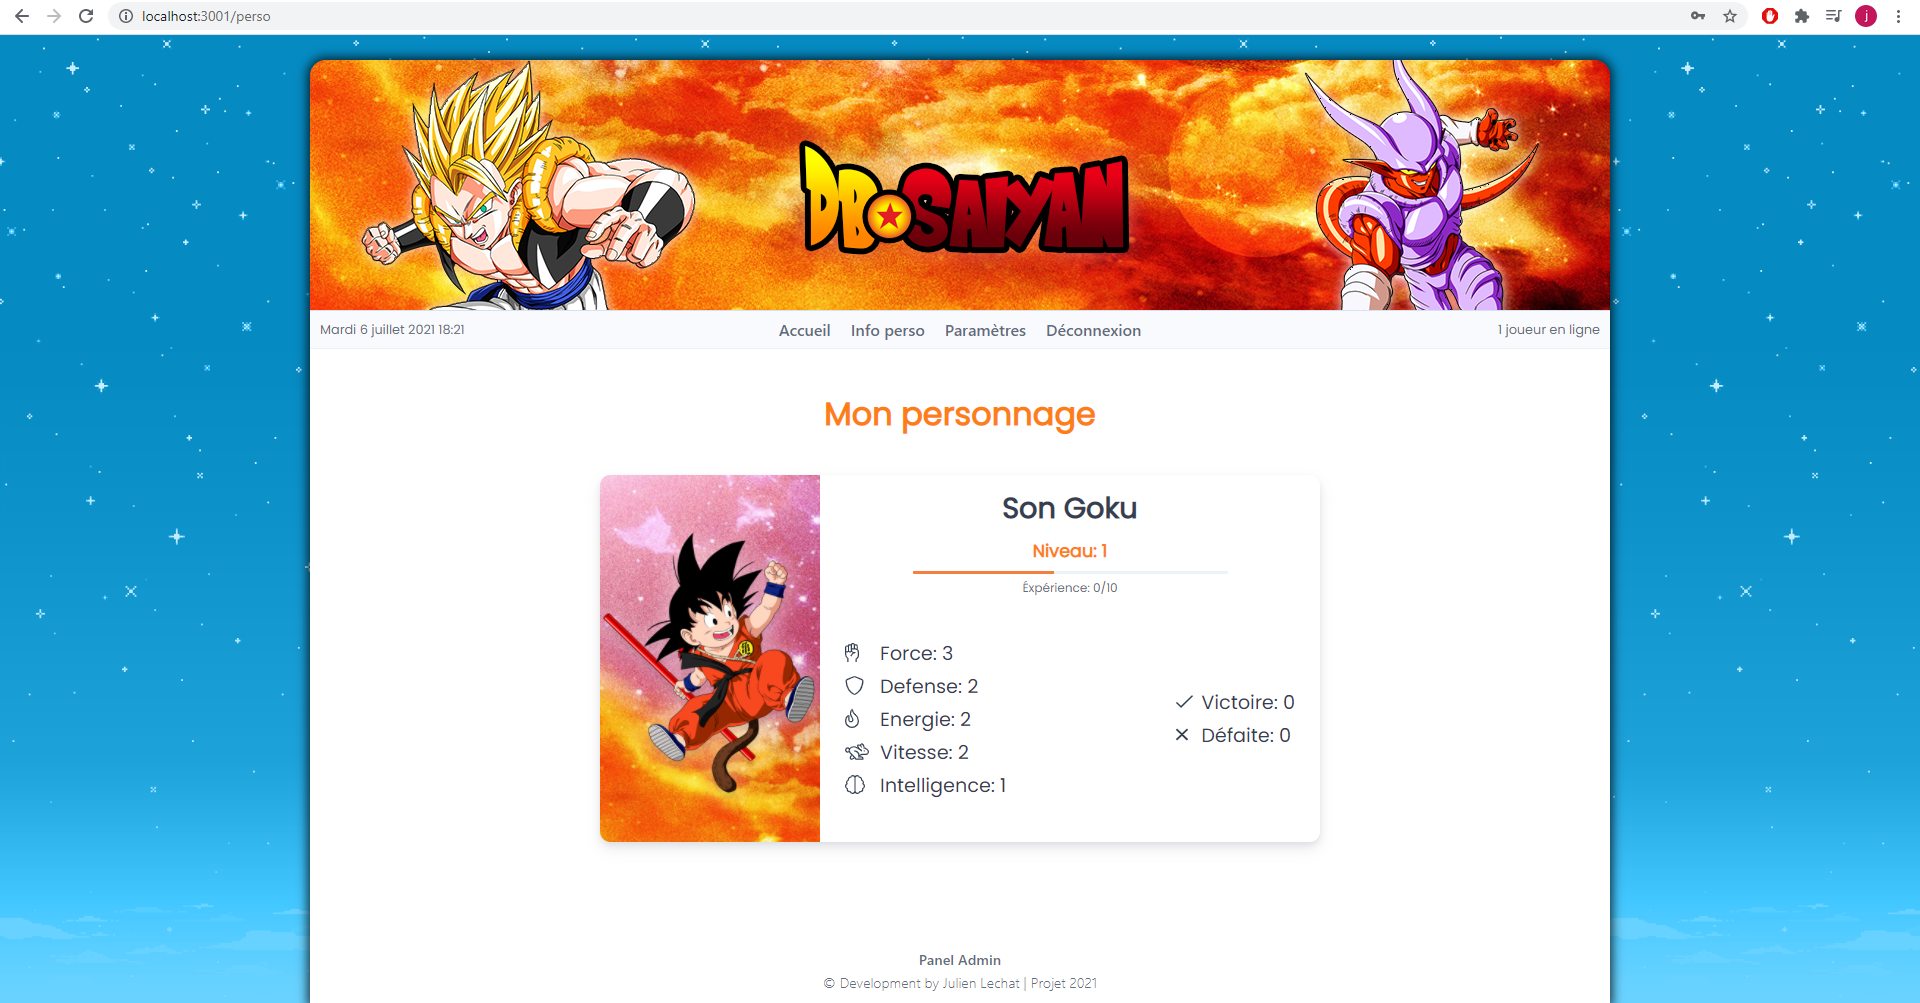 localhost:3001/perso
j
DB SAIYAN
Mardi 6 juillet 2021 18:21
Accueil Info perso Paramètres Déconnexion
1 joueur en ligne
Mon personnage
Son Goku
Niveau: 1
Éxpérience: 0/10
Force: 3
Defense: 2
Energie: 2
Vitesse: 2
Intelligence: 1
Victoire: 0
Défaite: 0
Panel Admin
© Development by Julien Lechat | Projet 2021